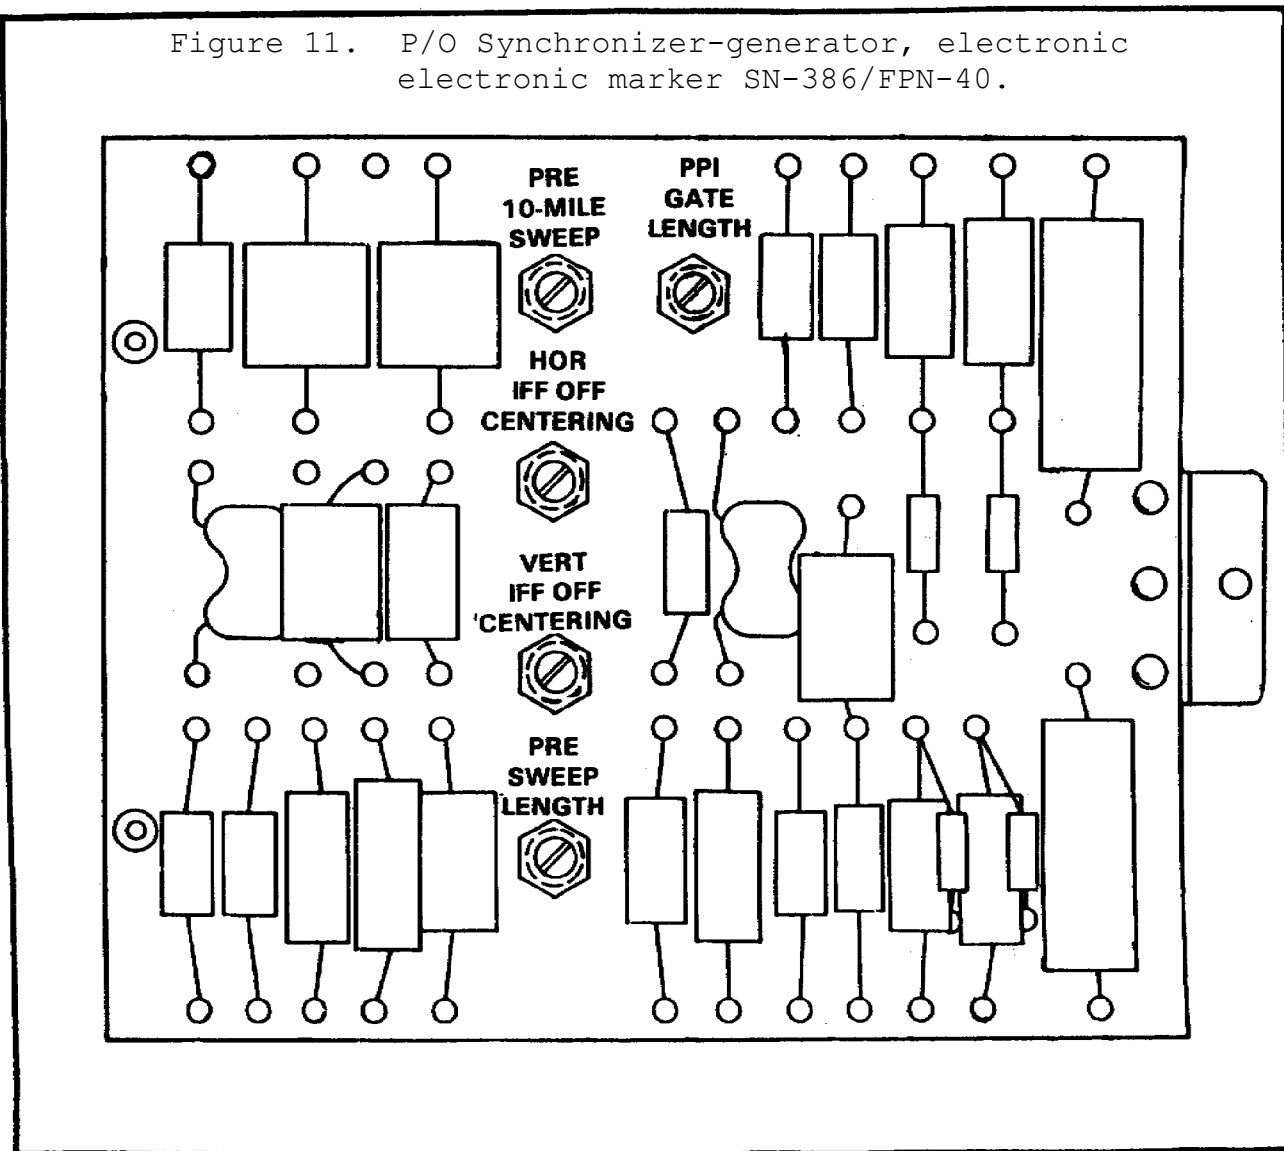 Figure 11. P/O Synchronizer-generator, electronic
electronic marker SN-386/FPN-40.
PRE
10-MILE
SWEEP
PPI
GATE
LENGTH
HOR
IFF OFF
CENTERING
VERT
IFF OFF
CENTERING
PRE
SWEEP
LENGTH